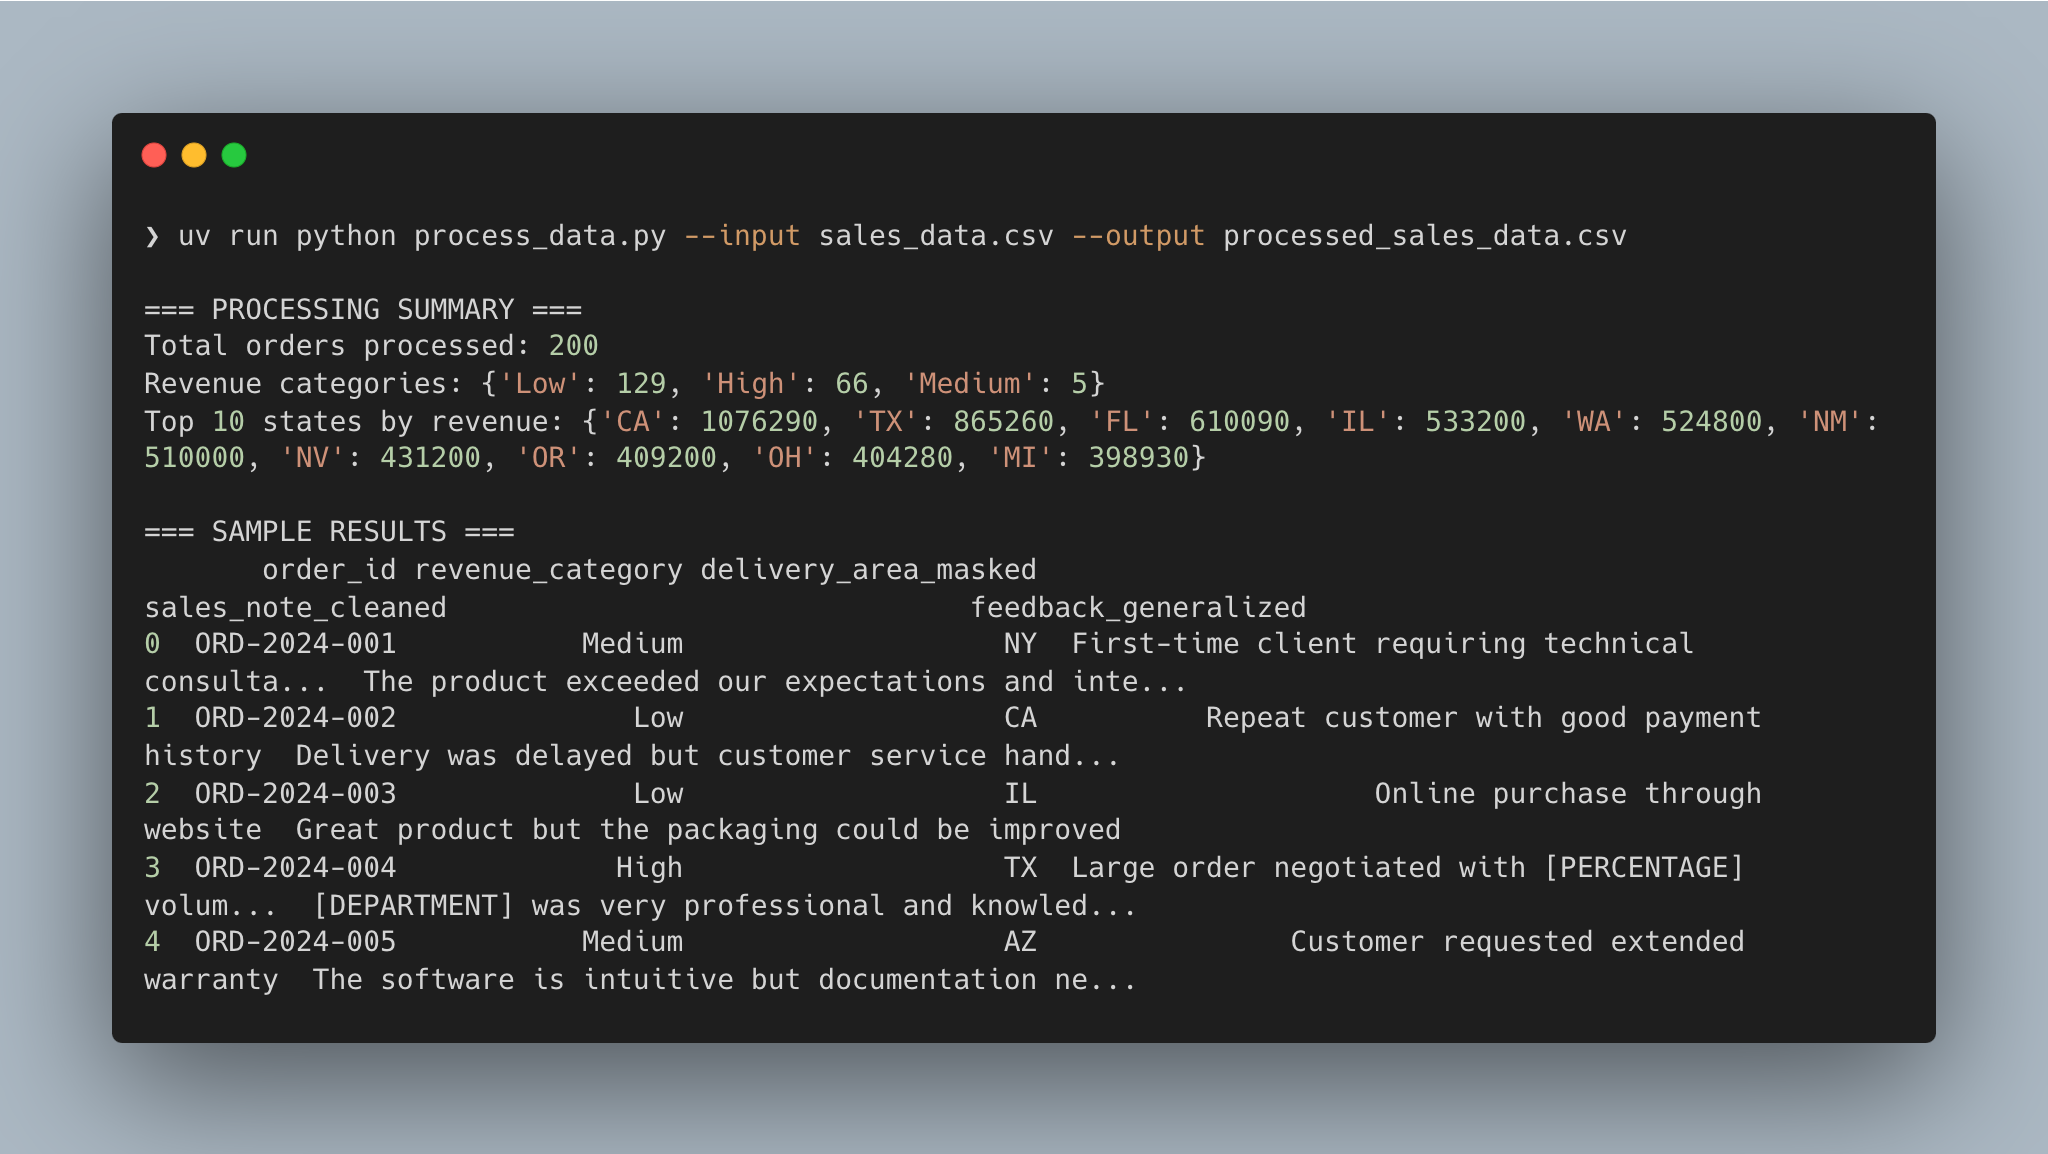 ❯ uv run python process_data.py --input sales_data.csv --output processed_sales_data.csv
=== PROCESSING SUMMARY ===
Total orders processed: 200
Revenue categories: {'Low': 129, 'High': 66, 'Medium': 5}
Top 10 states by revenue: {'CA': 1076290, 'TX': 865260, 'FL': 610090, 'IL': 533200, 'WA': 524800, 'NM':
510000, 'NV': 431200, 'OR': 409200, 'OH': 404280, 'MI': 398930}
=== SAMPLE RESULTS ===
order_id revenue_category delivery_area_masked
sales_note_cleaned feedback_generalized
0 ORD-2024-001 Medium NY First-time client requiring technical
consulta... The product exceeded our expectations and inte...
1 ORD-2024-002 Low CA Repeat customer with good payment
history Delivery was delayed but customer service hand...
2 ORD-2024-003 Low IL Online purchase through
website Great product but the packaging could be improved
3 ORD-2024-004 High TX Large order negotiated with [PERCENTAGE]
volum... [DEPARTMENT] was very professional and knowled...
4 ORD-2024-005 Medium AZ Customer requested extended
warranty The software is intuitive but documentation ne...